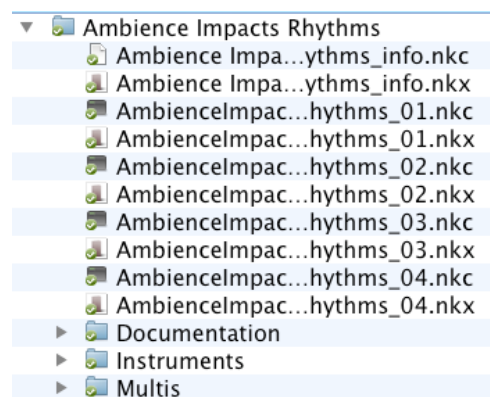 Ambience Impacts Rhythms
Ambience Impa...ythms_info.nkc
Ambience Impa...ythms_info.nkx
AmbienceImpac...hythms_01.nkc
AmbienceImpac...hythms_01.nkx
AmbienceImpac...hythms_02.nkc
AmbienceImpac...hythms_02.nkx
AmbienceImpac...hythms_03.nkc
AmbienceImpac...hythms_03.nkx
AmbienceImpac...hythms_04.nkc
AmbienceImpac...hythms_04.nkx
Documentation
Instruments
Multis